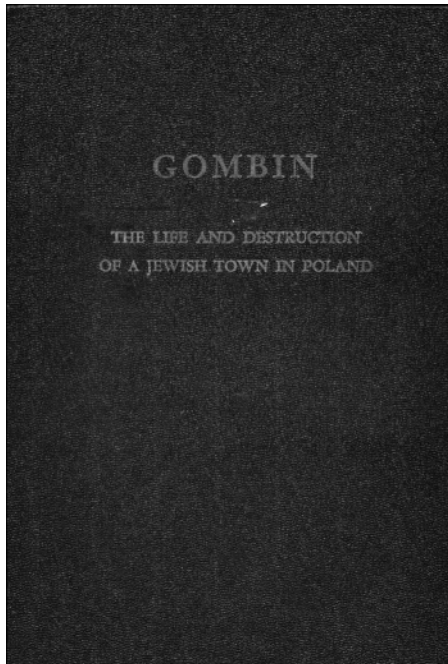 GOMBIN
THE LIFE AND DESTRUCTION
OF A JEWISH TOWN IN POLAND